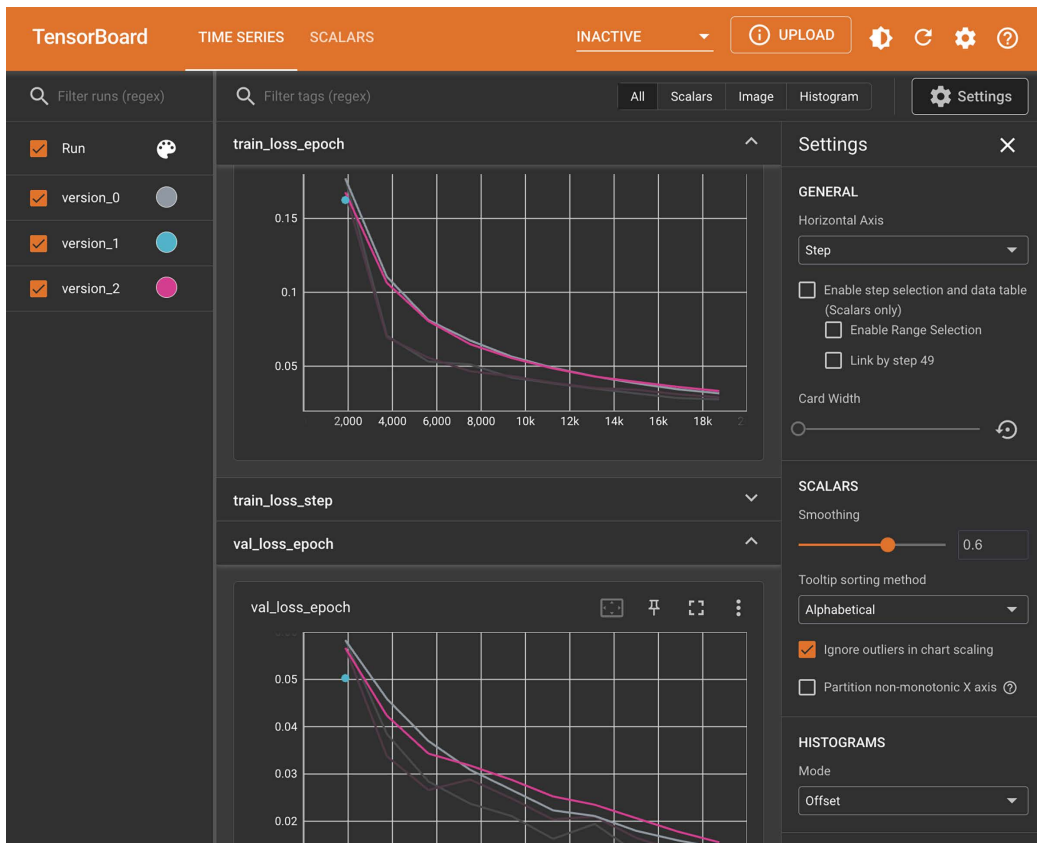 TensorBoard TIME SERIES SCALARS INACTIVE UPLOAD
Filter runs (regex)
Run
version_0
version_1
version_2
Filter tags (regex) All Scalars Image Histogram Settings
train_loss_epoch
0.15
0.1
0.05
2,000 4,000 6,000 8,000 10k 12k 14k 16k 18k 2
train_loss_step
val_loss_epoch
val_loss_epoch
0.05
0.04
0.03
0.02
Settings
GENERAL
Horizontal Axis
Step
Enable step selection and data table
(Scalars only)
Enable Range Selection
Link by step 49
Card Width
SCALARS
Smoothing
0.6
Tooltip sorting method
Alphabetical
Ignore outliers in chart scaling
Partition non-monotonic X axis
HISTOGRAMS
Mode
Offset